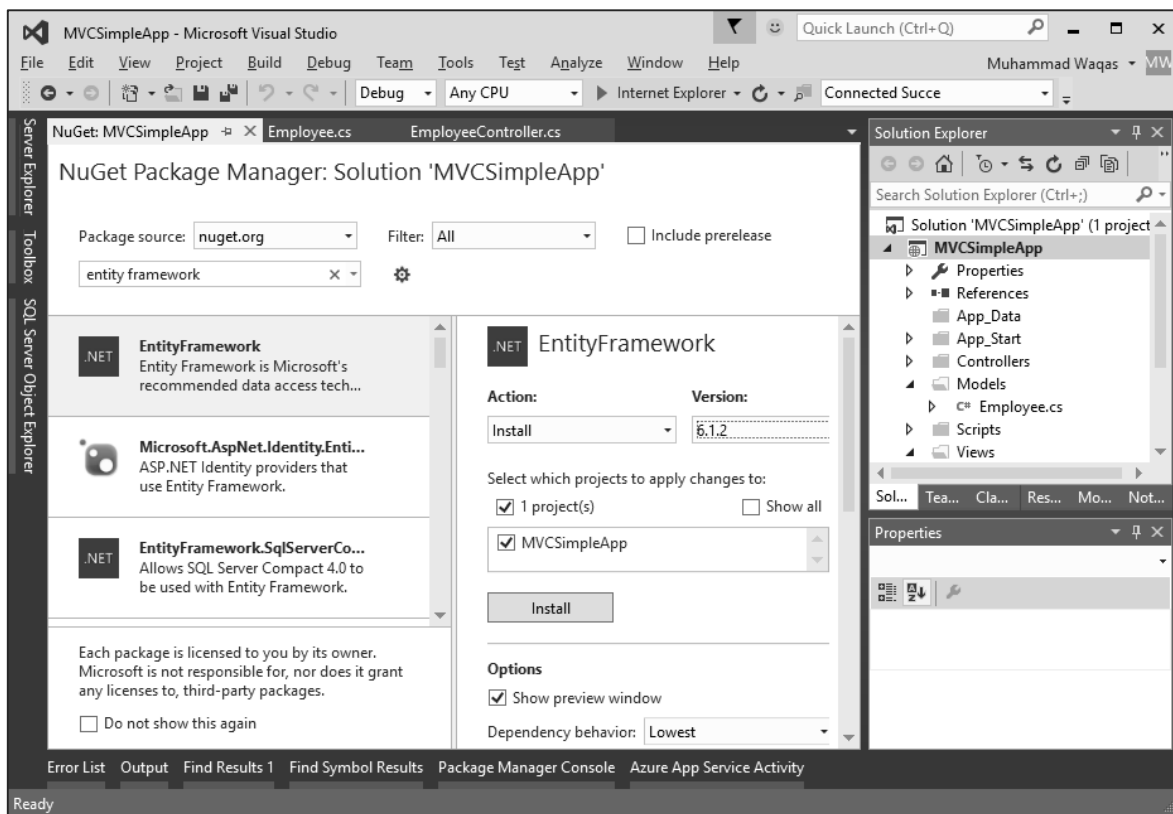 MVCSimpleApp - Microsoft Visual Studio
Quick Launch (Ctrl+Q)
File Edit View Project Build Debug Team Tools Test Analyze Window Help
Muhammad Waqas MW
Debug Any CPU Internet Explorer Connected Succe
Server Explorer
Toolbox
SQL Server Object Explorer
NuGet: MVCSimpleApp Employee.cs EmployeeController.cs
NuGet Package Manager: Solution 'MVCSimpleApp'
Package source: nuget.org Filter: All Include prerelease
entity framework
.NET
EntityFramework
Entity Framework is Microsoft's
recommended data access tech...
Microsoft.AspNet.Identity.Enti...
ASP.NET Identity providers that
use Entity Framework.
.NET
EntityFramework.SqlServerCo...
Allows SQL Server Compact 4.0 to
be used with Entity Framework.
Each package is licensed to you by its owner.
Microsoft is not responsible for, nor does it grant
any licenses to, third-party packages.
Do not show this again
.NET EntityFramework
Action: Version:
Install 6.1.2
Select which projects to apply changes to:
1 project(s) Show all
MVCSimpleApp
Install
Options
Show preview window
Dependency behavior: Lowest
Solution Explorer
Search Solution Explorer (Ctrl+;)
Solution 'MVCSimpleApp' (1 project
MVCSimpleApp
Properties
References
App_Data
App_Start
Controllers
Models
C# Employee.cs
Scripts
Views
Sol... Tea... Cla... Res... Mo... Not...
Properties
Error List Output Find Results 1 Find Symbol Results Package Manager Console Azure App Service Activity
Ready